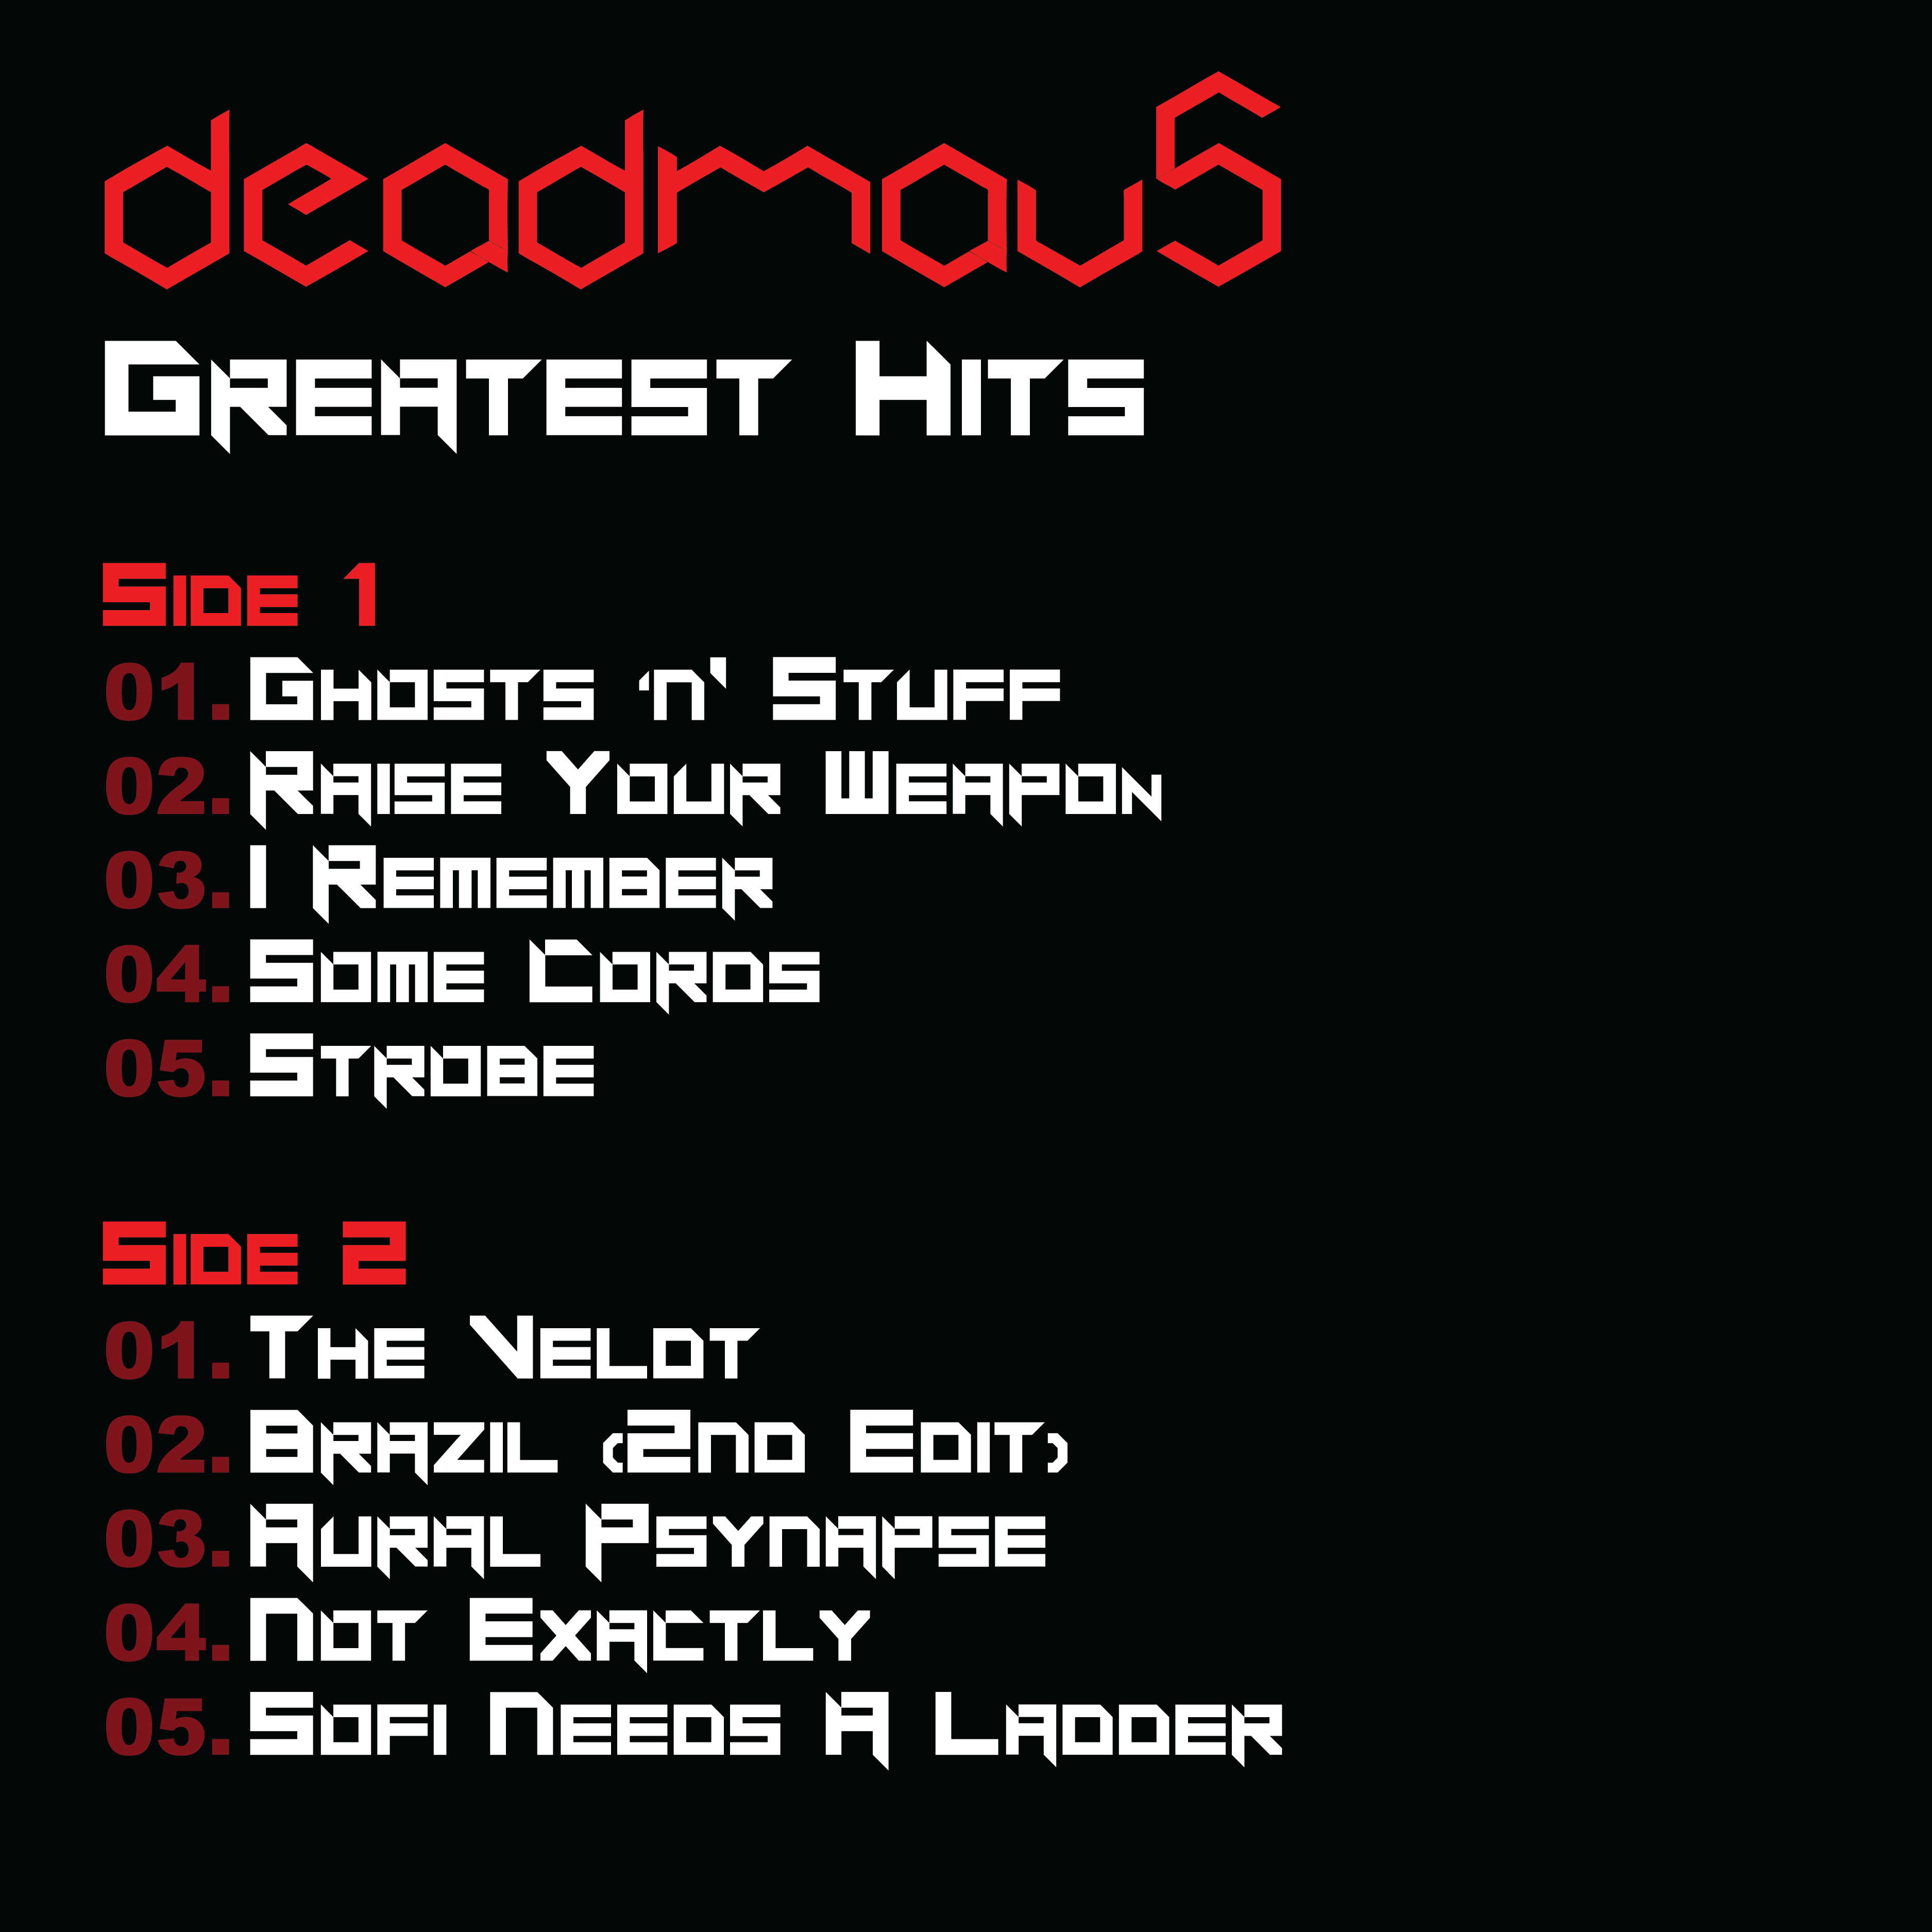 deadmau5
Greatest Hits
Side 1
01. Ghosts 'n' Stuff
02. Raise Your Weapon
03. I Remember
04. Some Cords
05. Strobe
Side 2
01. The Veldt
02. Brazil (2nd Edit)
03. Aural Psynapse
04. Not Exactly
05. Sofi Needs A Ladder